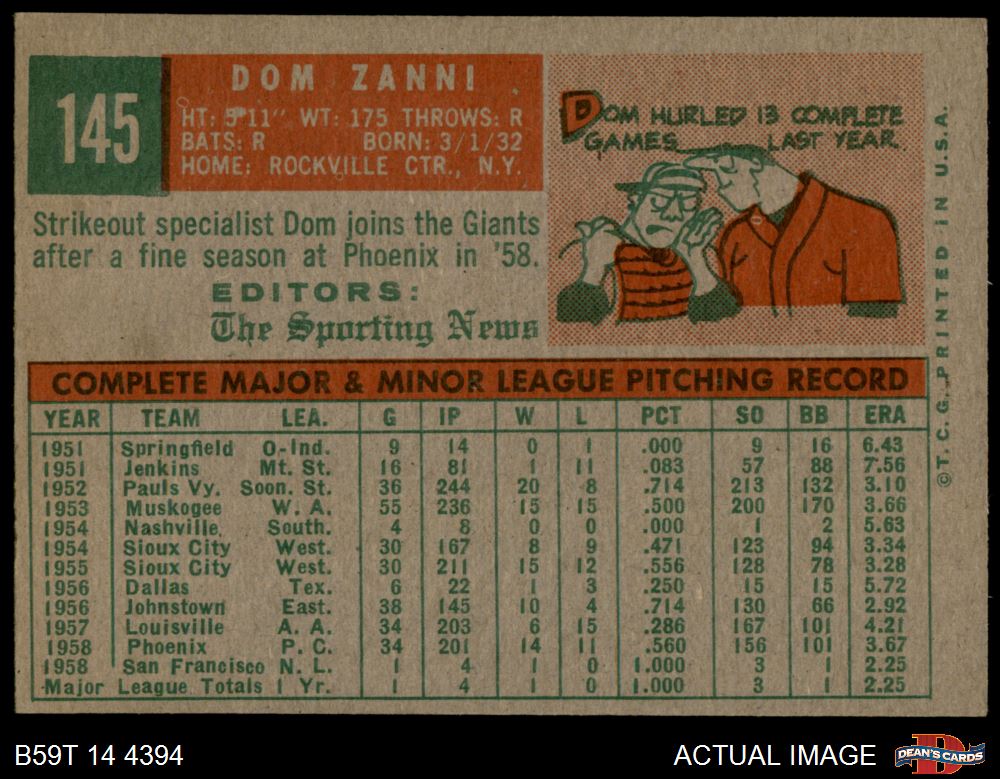 145
DOM ZANNI
HT: 5'11" WT: 175 THROWS: R
BATS: R BORN: 3/1/32
HOME: ROCKVILLE CTR., N.Y.
DOM HURLED 13 COMPLETE
GAMES LAST YEAR.
Strikeout specialist Dom joins the Giants
after a fine season at Phoenix in '58.
EDITORS:
The Sporting News
COMPLETE MAJOR & MINOR LEAGUE PITCHING RECORD
YEAR TEAM LEA. G IP W L PCT SO BB ERA
1951 Springfield O-Ind. 9 14 0 1 .000 9 16 6.43
1951 Jenkins Mt. St. 16 81 1 11 .083 57 88 7.56
1952 Pauls Vy. Soon. St. 36 244 20 8 .714 213 132 3.10
1953 Muskogee W. A. 55 236 15 15 .500 200 170 3.66
1954 Nashville South. 4 8 0 0 .000 1 2 5.63
1954 Sioux City West. 30 167 8 9 .471 123 94 3.34
1955 Sioux City West. 30 211 15 12 .556 128 78 3.28
1956 Dallas Tex. 6 22 1 3 .250 15 15 5.72
1956 Johnstown East. 38 145 10 4 .714 130 66 2.92
1957 Louisville A. A. 34 203 6 15 .286 167 101 4.21
1958 Phoenix P. C. 34 201 14 11 .560 156 101 3.67
1958 San Francisco N. L. 1 4 1 0 1.000 3 1 2.25
Major League Totals 1 Yr. 1 4 1 0 1.000 3 1 2.25
©T. C. G. PRINTED IN U.S.A.
B59T 14 4394
ACTUAL IMAGE
DEAN'S CARDS